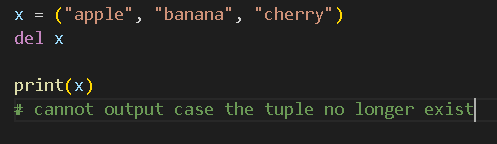 x = ("apple", "banana", "cherry")
del x
print(x)
# cannot output case the tuple no longer exist